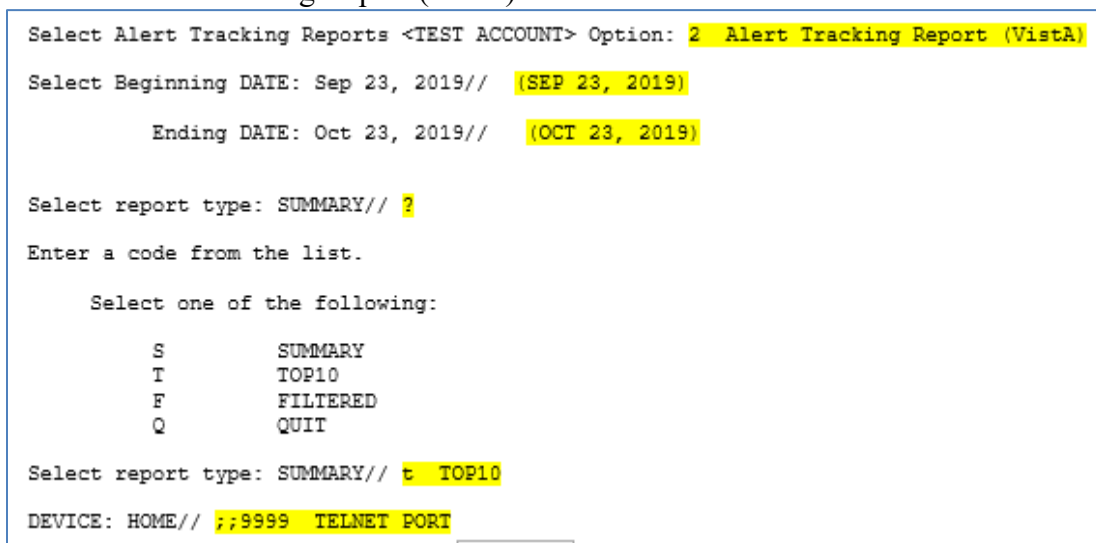 Select Alert Tracking Reports <TEST ACCOUNT> Option: 2  Alert Tracking Report (VistA)
Select Beginning DATE: Sep 23, 2019//  (SEP 23, 2019)
Ending DATE: Oct 23, 2019//  (OCT 23, 2019)
Select report type: SUMMARY// ?
Enter a code from the list.
Select one of the following:
S         SUMMARY
T         TOP10
F         FILTERED
Q         QUIT
Select report type: SUMMARY// t  TOP10
DEVICE: HOME// ;;9999  TELNET PORT